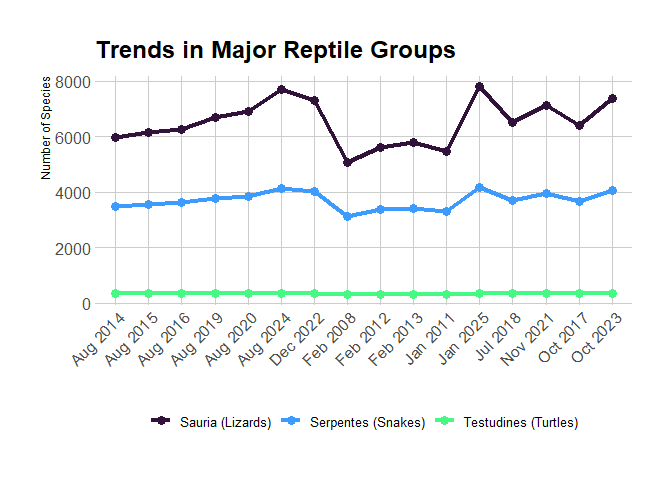 Trends in Major Reptile Groups
Number of Species
8000
6000
4000
2000
0
Aug 2014
Aug 2015
Aug 2016
Aug 2019
Aug 2020
Aug 2024
Dec 2022
Feb 2008
Feb 2012
Feb 2013
Jan 2011
Jan 2025
Jul 2018
Nov 2021
Oct 2017
Oct 2023
Sauria (Lizards) Serpentes (Snakes) Testudines (Turtles)